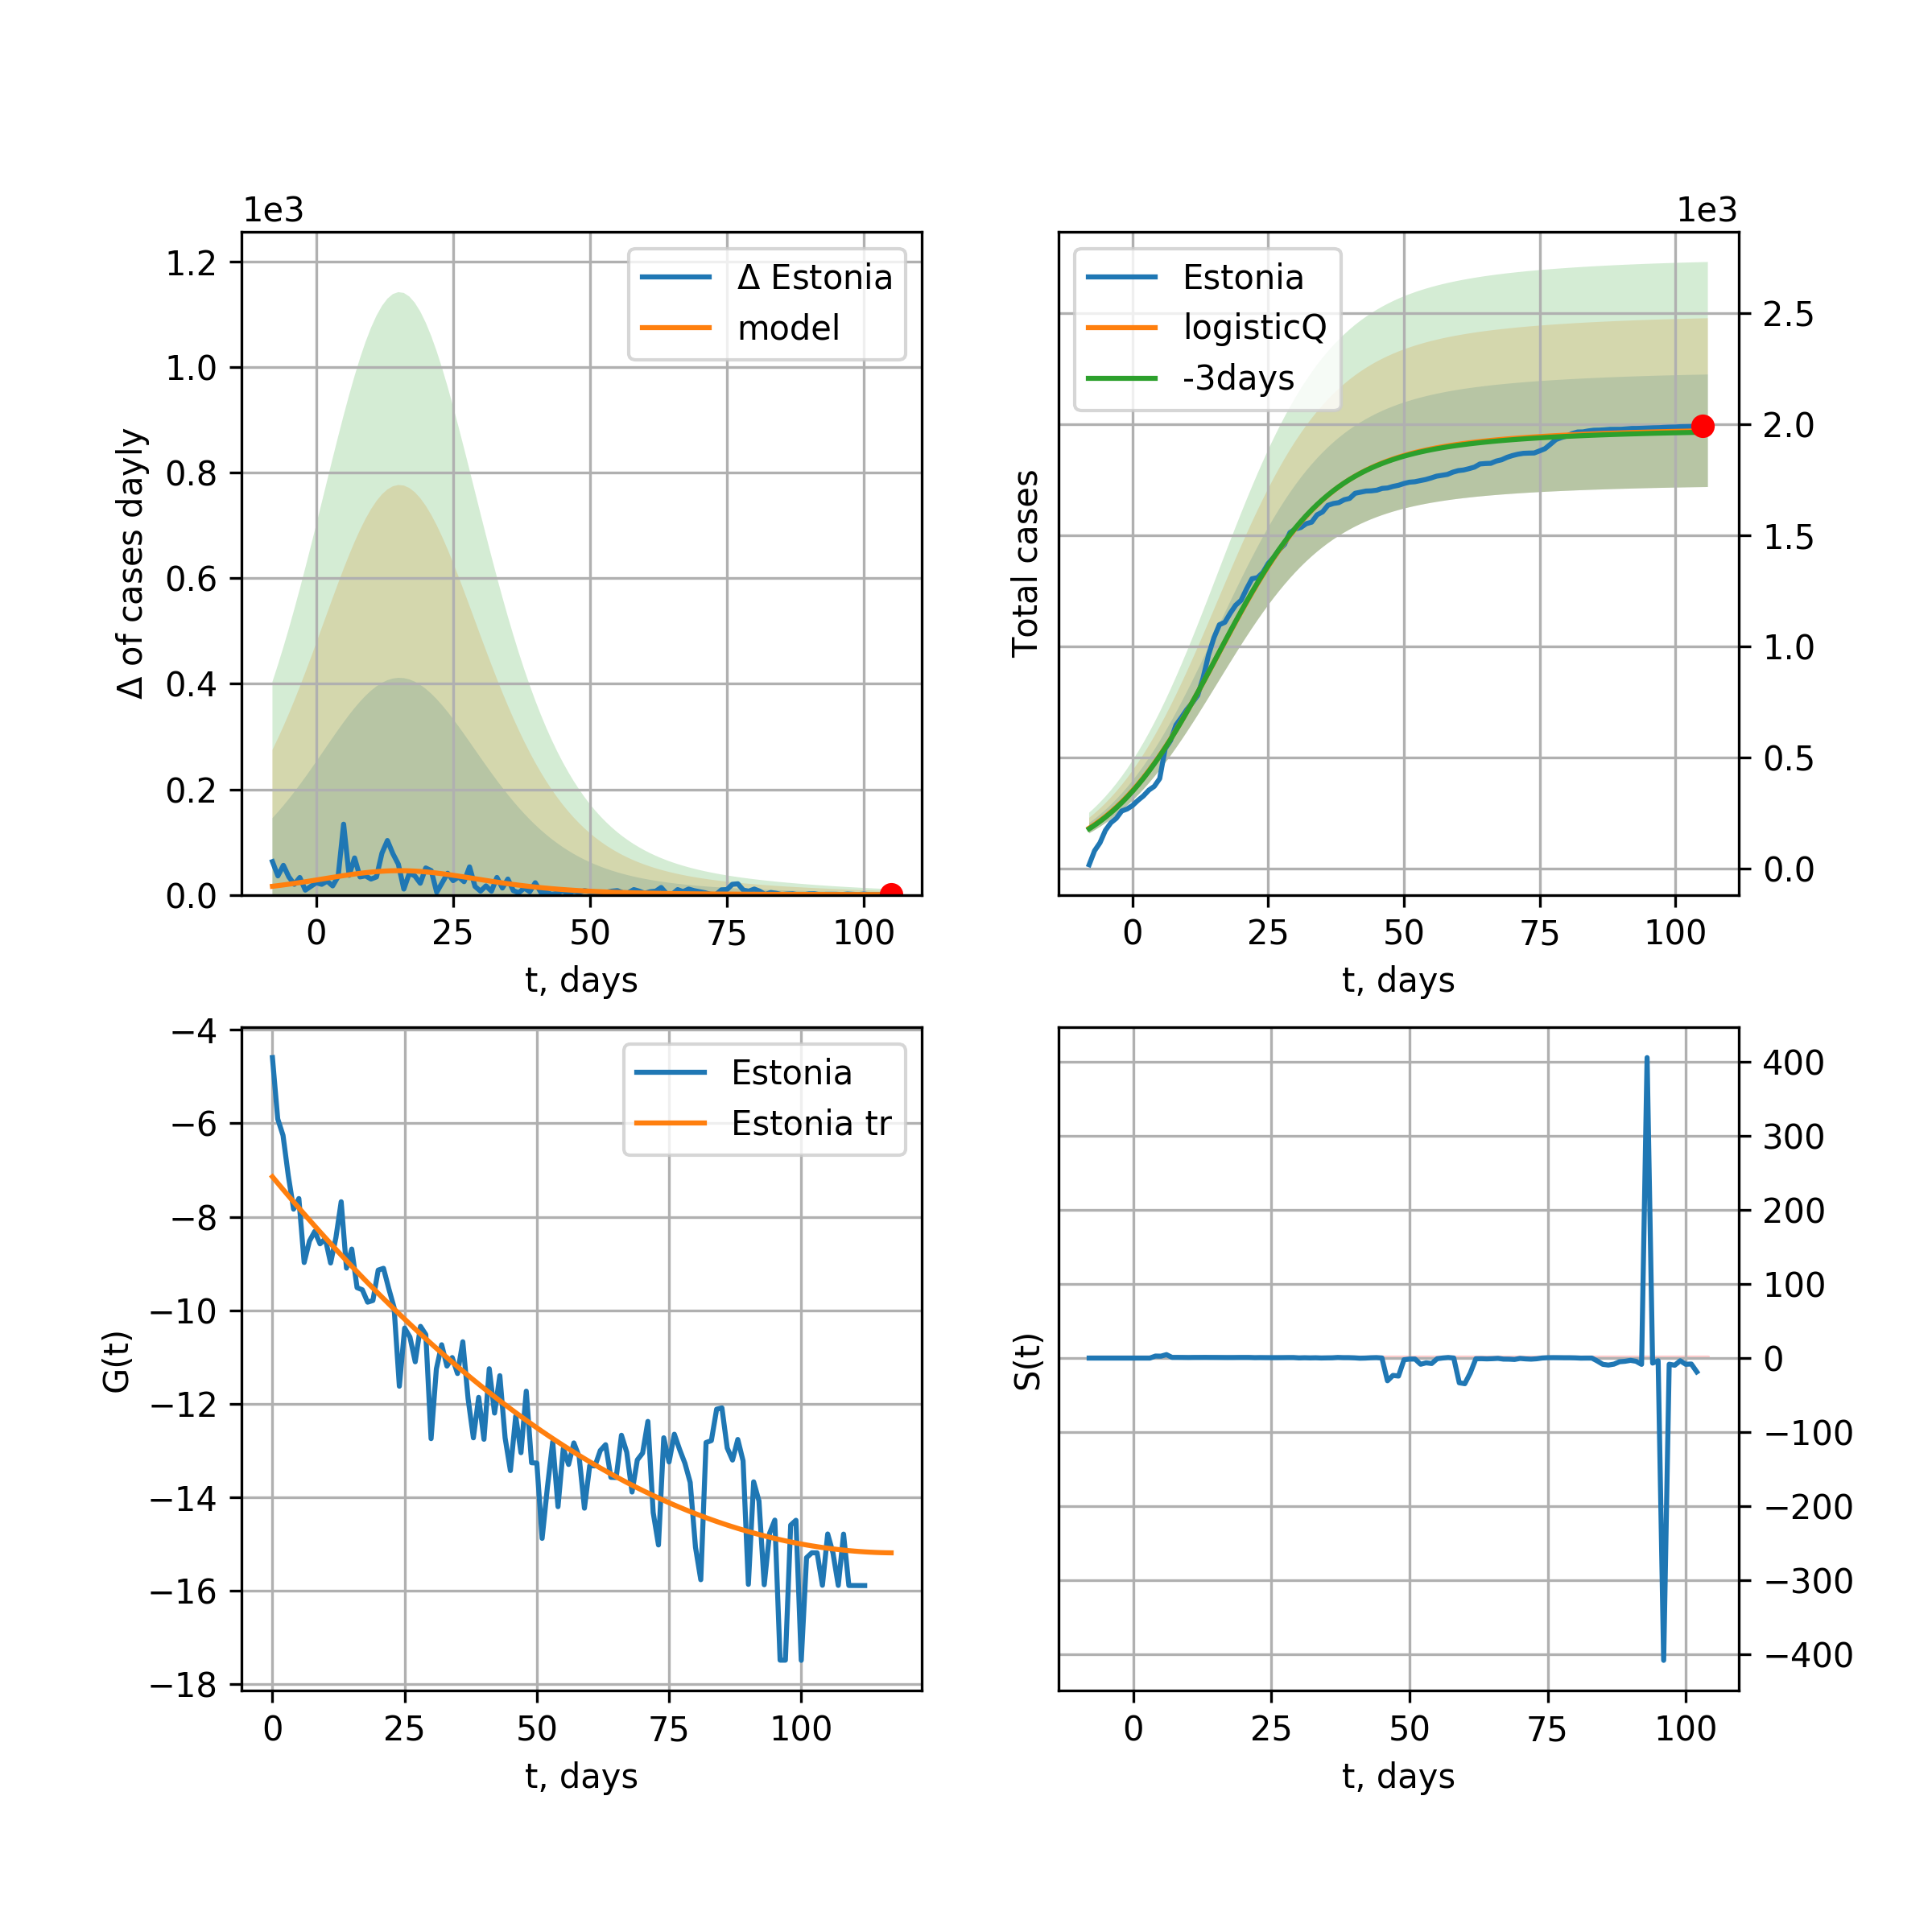 1e3
1.2
1.0
0.8
0.6
0.4
0.2
0.0
Δ of cases dayly
Δ Estonia
model
0 25 50 75 100
t, days
1e3
Estonia
logisticQ
-3days
Total cases
2.5
2.0
1.5
1.0
0.5
0.0
0 25 50 75 100
t, days
−4
−6
−8
−10
−12
−14
−16
−18
G(t)
Estonia
Estonia tr
0 25 50 75 100
t, days
S(t)
400
300
200
100
0
−100
−200
−300
−400
0 25 50 75 100
t, days